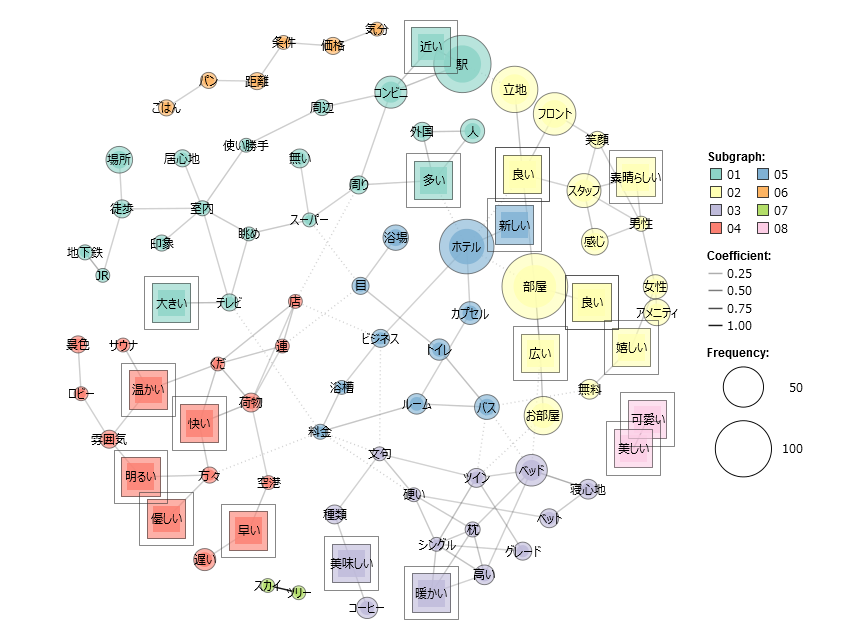 気分
条件
価格
近い
駅
パン
距離
ごはん
コンビニ
立地
周辺
フロント
外国
人
笑顔
使い勝手
場所
居心地
無い
多い
周り
良い
スタッフ
素晴らしい
徒歩
室内
スーパー
眺め
新しい
男性
印象
浴場
ホテル
感じ
地下鉄
JR
目
部屋
女性
大きい
テレビ
店
良い
カプセル
アメニティ
景色
サウナ
連
ビジネス
トイレ
広い
嬉しい
くだ
温かい
浴槽
無料
ロビー
荷物
ルーム
バス
お部屋
快い
可愛い
料金
雰囲気
美しい
文句
明るい
方々
空港
ツイン
ベッド
寝心地
硬い
優しい
種類
ペット
早い
枕
シングル
グレード
遅い
美味しい
高い
スカイ
ツリー
暖かい
コーヒー
Subgraph:
01 05
02 06
03 07
04 08
Coefficient:
0.25
0.50
0.75
1.00
Frequency:
50
100